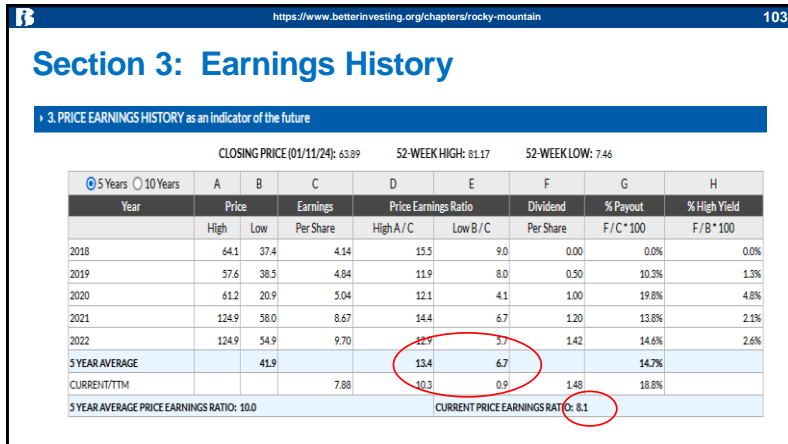 https://www.betterinvesting.org/chapters/rocky-mountain 103
Section 3: Earnings History
3. PRICE EARNINGS HISTORY as an indicator of the future
CLOSING PRICE (01/11/24): 63.89 52-WEEK HIGH: 81.17 52-WEEK LOW: 7.46
5 Years 10 Years A B C D E F G H
Year Price Earnings Price Earnings Ratio Dividend % Payout % High Yield
High Low Per Share High A / C Low B / C Per Share F / C * 100 F / B * 100
2018 64.1 37.4 4.14 15.5 9.0 0.00 0.0% 0.0%
2019 57.6 38.5 4.84 11.9 8.0 0.50 10.3% 1.3%
2020 61.2 20.9 5.04 12.1 4.1 1.00 19.8% 4.8%
2021 124.9 58.0 8.67 14.4 6.7 1.20 13.8% 2.1%
2022 124.9 54.9 9.70 12.9 5.7 1.42 14.6% 2.6%
5 YEAR AVERAGE 41.9 13.4 6.7 14.7%
CURRENT/TTM 7.88 10.3 0.9 1.48 18.8%
5 YEAR AVERAGE PRICE EARNINGS RATIO: 10.0 CURRENT PRICE EARNINGS RATIO: 8.1